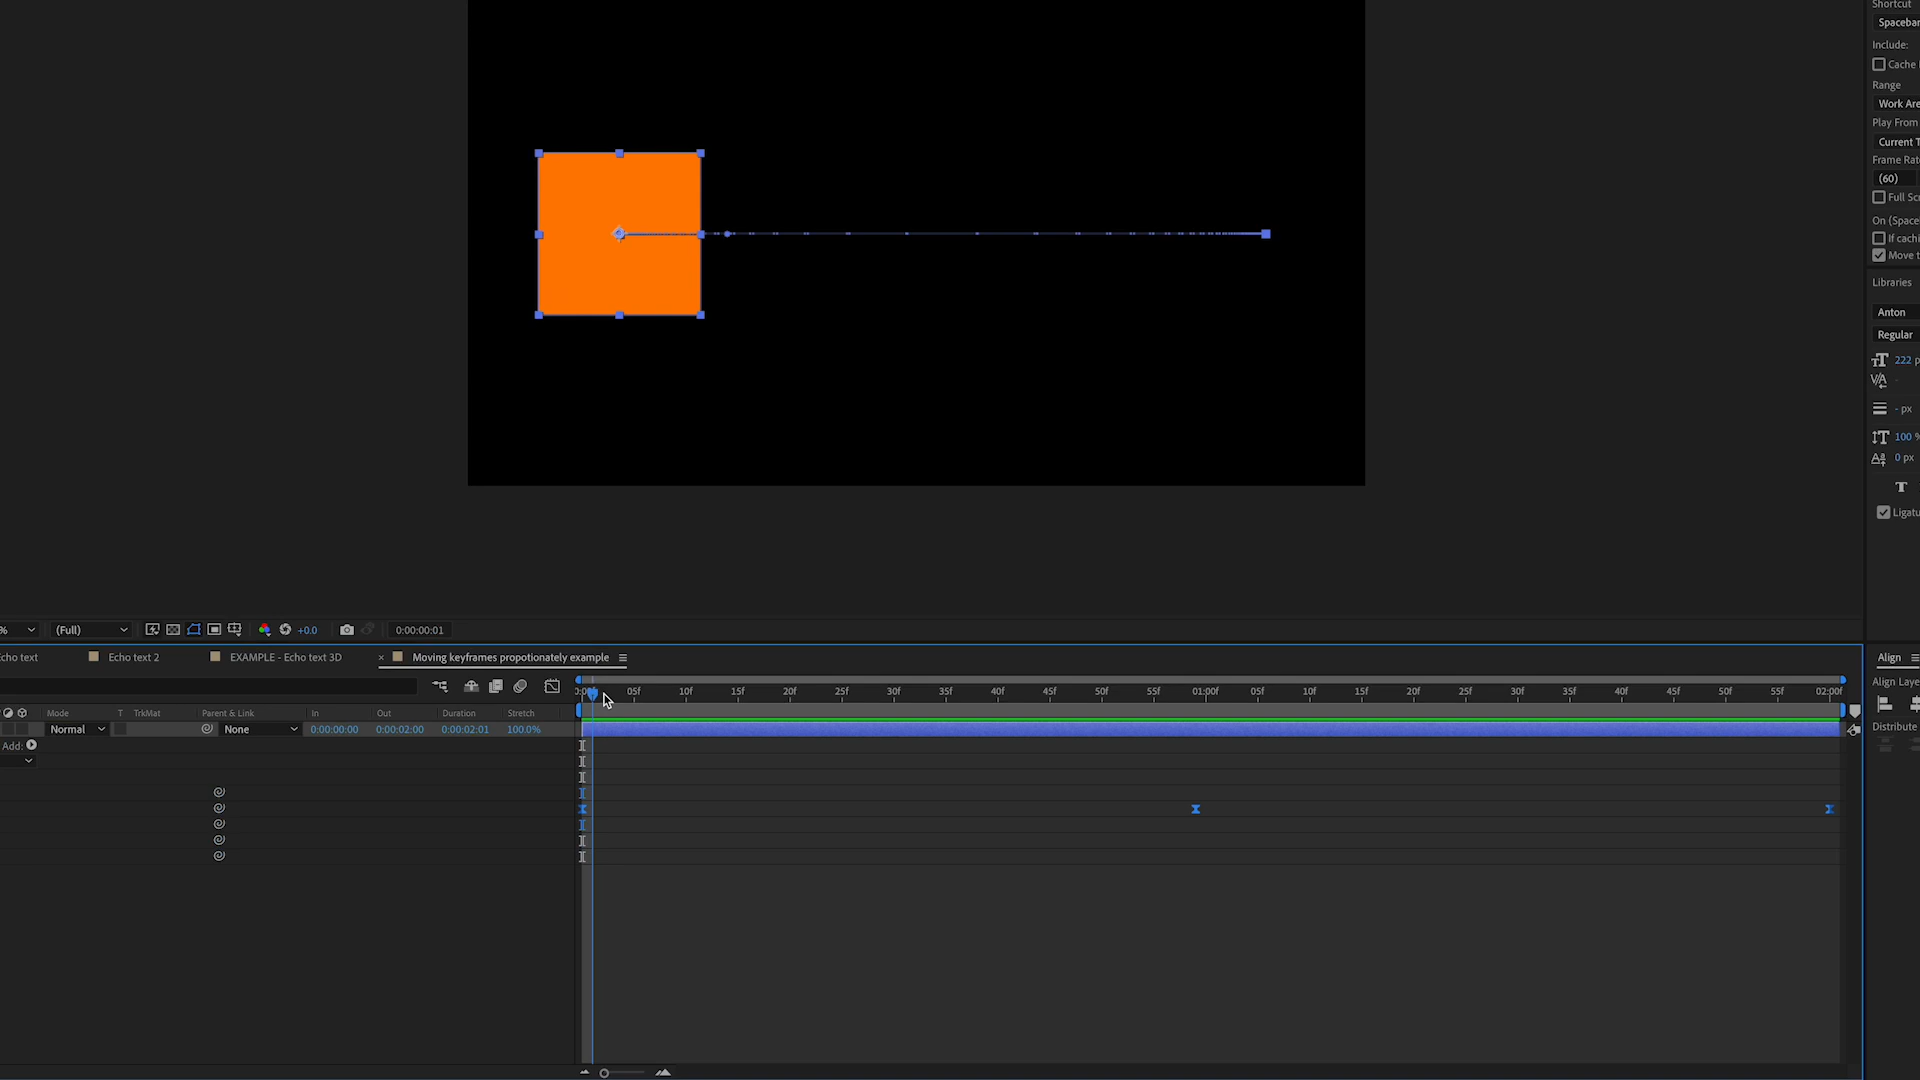 Shortcut
Spacebar
Include:
Cache
Range
Work Are
Play From
Current T
Frame Rat
(60)
Full Sc
On (Space
If cachi
Move t
Libraries
Anton
Regular
222 p
- px
100 %
0 px
T
Ligatu
% (Full) +0.0 0:00:00:01
cho text Echo text 2 EXAMPLE - Echo text 3D × Moving keyframes propotionately example
Align
Align Laye
Distribute
05f 10f 15f 20f 25f 30f 35f 40f 45f 50f 55f 01:00f 05f 10f 15f 20f 25f 30f 35f 40f 45f 50f 55f 02:00f
Mode T TrkMat Parent & Link In Out Duration Stretch
Normal None 0:00:00:00 0:00:02:00 0:00:02:01 100.0%
Add: